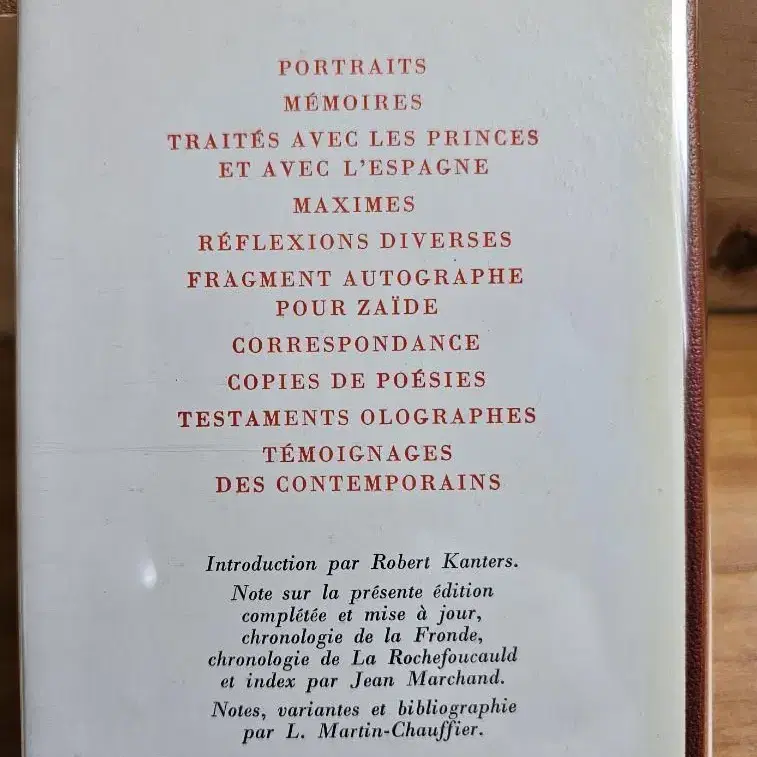 PORTRAITS
MÉMOIRES
TRAITÉS AVEC LES PRINCES
ET AVEC L'ESPAGNE
MAXIMES
RÉFLEXIONS DIVERSES
FRAGMENT AUTOGRAPHE
POUR ZAÏDE
CORRESPONDANCE
COPIES DE POÉSIES
TESTAMENTS OLOGRAPHES
TÉMOIGNAGES
DES CONTEMPORAINS
Introduction par Robert Kanters.
Note sur la présente édition
complétée et mise à jour,
chronologie de la Fronde,
chronologie de La Rochefoucauld
et index par Jean Marchand.
Notes, variantes et bibliographie
par L. Martin-Chauffier.